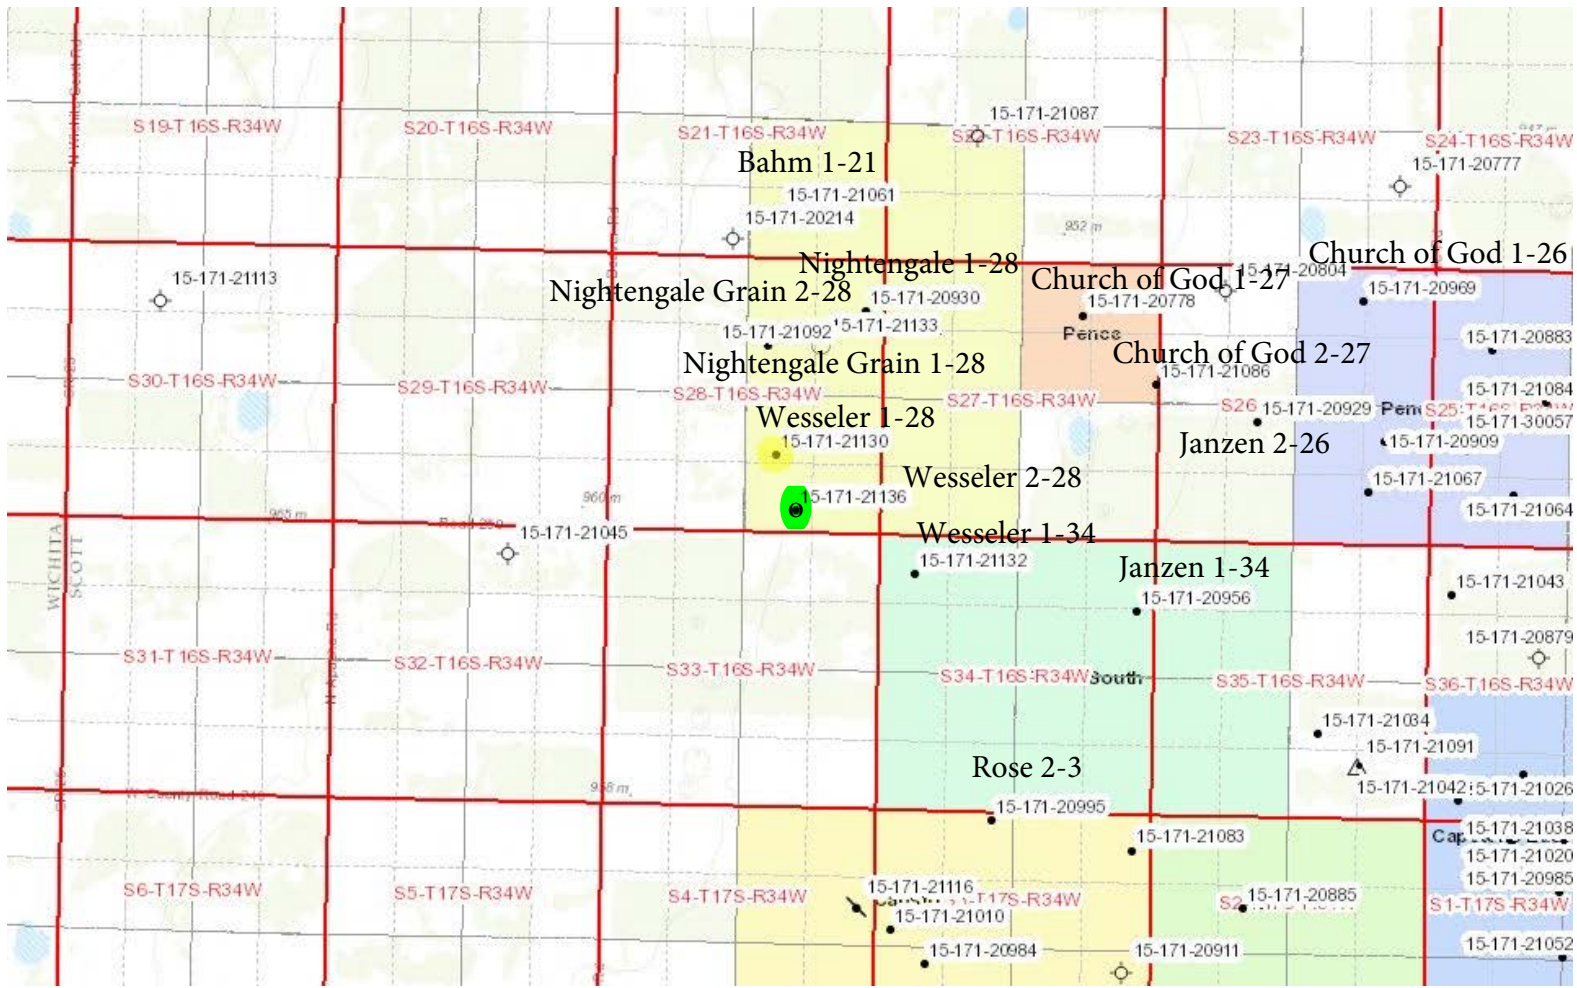 15-171-21087
S19-T16S-R34W
S20-T16S-R34W
S21-T16S-R34W
T16S-R34W
S23-T16S-R34W
S24-T16S-R34W
Bahm 1-21
15-171-20777
15-171-21061
15-171-20214
952 m
Nightengale 1-28
Church of God 1-26
15-171-21113
Nightengale Grain 2-28
15-171-20930
Church of God 1-27
15-171-20804
15-171-20778
15-171-20969
15-171-21092
15-171-21133
Pence
15-171-20883
Nightengale Grain 1-28
Church of God 2-27
15-171-21086
S30-T16S-R34W
S29-T16S-R34W
S28-T16S-R34W
S27-T16S-R34W
S26
15-171-20929
15-171-21084
15-171-30057
Wesseler 1-28
15-171-21130
Janzen 2-26
15-171-20909
Wesseler 2-28
15-171-21067
15-171-21136
15-171-21064
960 m
965 m
15-171-21045
Wesseler 1-34
15-171-21132
Janzen 1-34
15-171-20956
15-171-21043
WICHITA
SCOTT
15-171-20879
S31-T16S-R34W
S32-T16S-R34W
S33-T16S-R34W
S34-T16S-R34W
South
S35-T16S-R34W
S36-T16S-R34W
15-171-21034
15-171-21091
Rose 2-3
15-171-21042
15-171-21026
958 m
15-171-20995
15-171-21083
15-171-21038
15-171-21020
15-171-20985
S6-T17S-R34W
S5-T17S-R34W
S4-T17S-R34W
15-171-21116
T17S-R34W
15-171-20885
S1-T17S-R34W
15-171-21010
15-171-20984
15-171-20911
15-171-21052